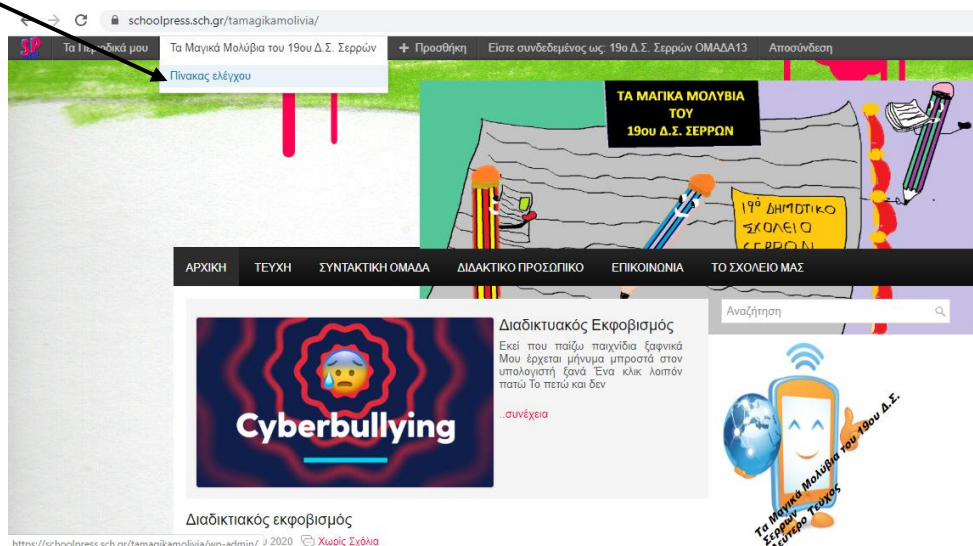 schoolpress.sch.gr/tamagikamolivia/
S.P Τα Περιοδικά μου Τα Μαγικά Μολύβια του 19ου Δ.Σ. Σερρών + Προσθήκη Είστε συνδεδεμένος ως: 19ο Δ.Σ. Σερρών ΟΜΑΔΑ13 Αποσύνδεση
Πίνακας ελέγχου
ΤΑ ΜΑΓΙΚΑ ΜΟΛΥΒΙΑ
ΤΟΥ
19ου Δ.Σ. ΣΕΡΡΩΝ
19ο ΔΗΜΟΤΙΚΟ
ΣΧΟΛΕΙΟ
ΣΕΡΡΩΝ
ΑΡΧΙΚΗ ΤΕΥΧΗ ΣΥΝΤΑΚΤΙΚΗ ΟΜΑΔΑ ΔΙΔΑΚΤΙΚΟ ΠΡΟΣΩΠΙΚΟ ΕΠΙΚΟΙΝΩΝΙΑ ΤΟ ΣΧΟΛΕΙΟ ΜΑΣ
Cyberbullying
Διαδικτυακός Εκφοβισμός
Εκεί που παίζω παιχνίδια ξαφνικά
Μου έρχεται μήνυμα μπροστά στον
υπολογιστή ξανά Ένα κλικ λοιπόν
πατώ Το πετώ και δεν
..συνέχεια
Αναζήτηση
Τα Μαγικά Μολύβια του 19ου Δ.Σ.
Σερρών
Δεύτερο Τεύχος
Διαδικτιακός εκφοβισμός
2020 Χωρίς Σχόλια
https://schoolpress.sch.gr/tamagikamolivia/wp-admin/